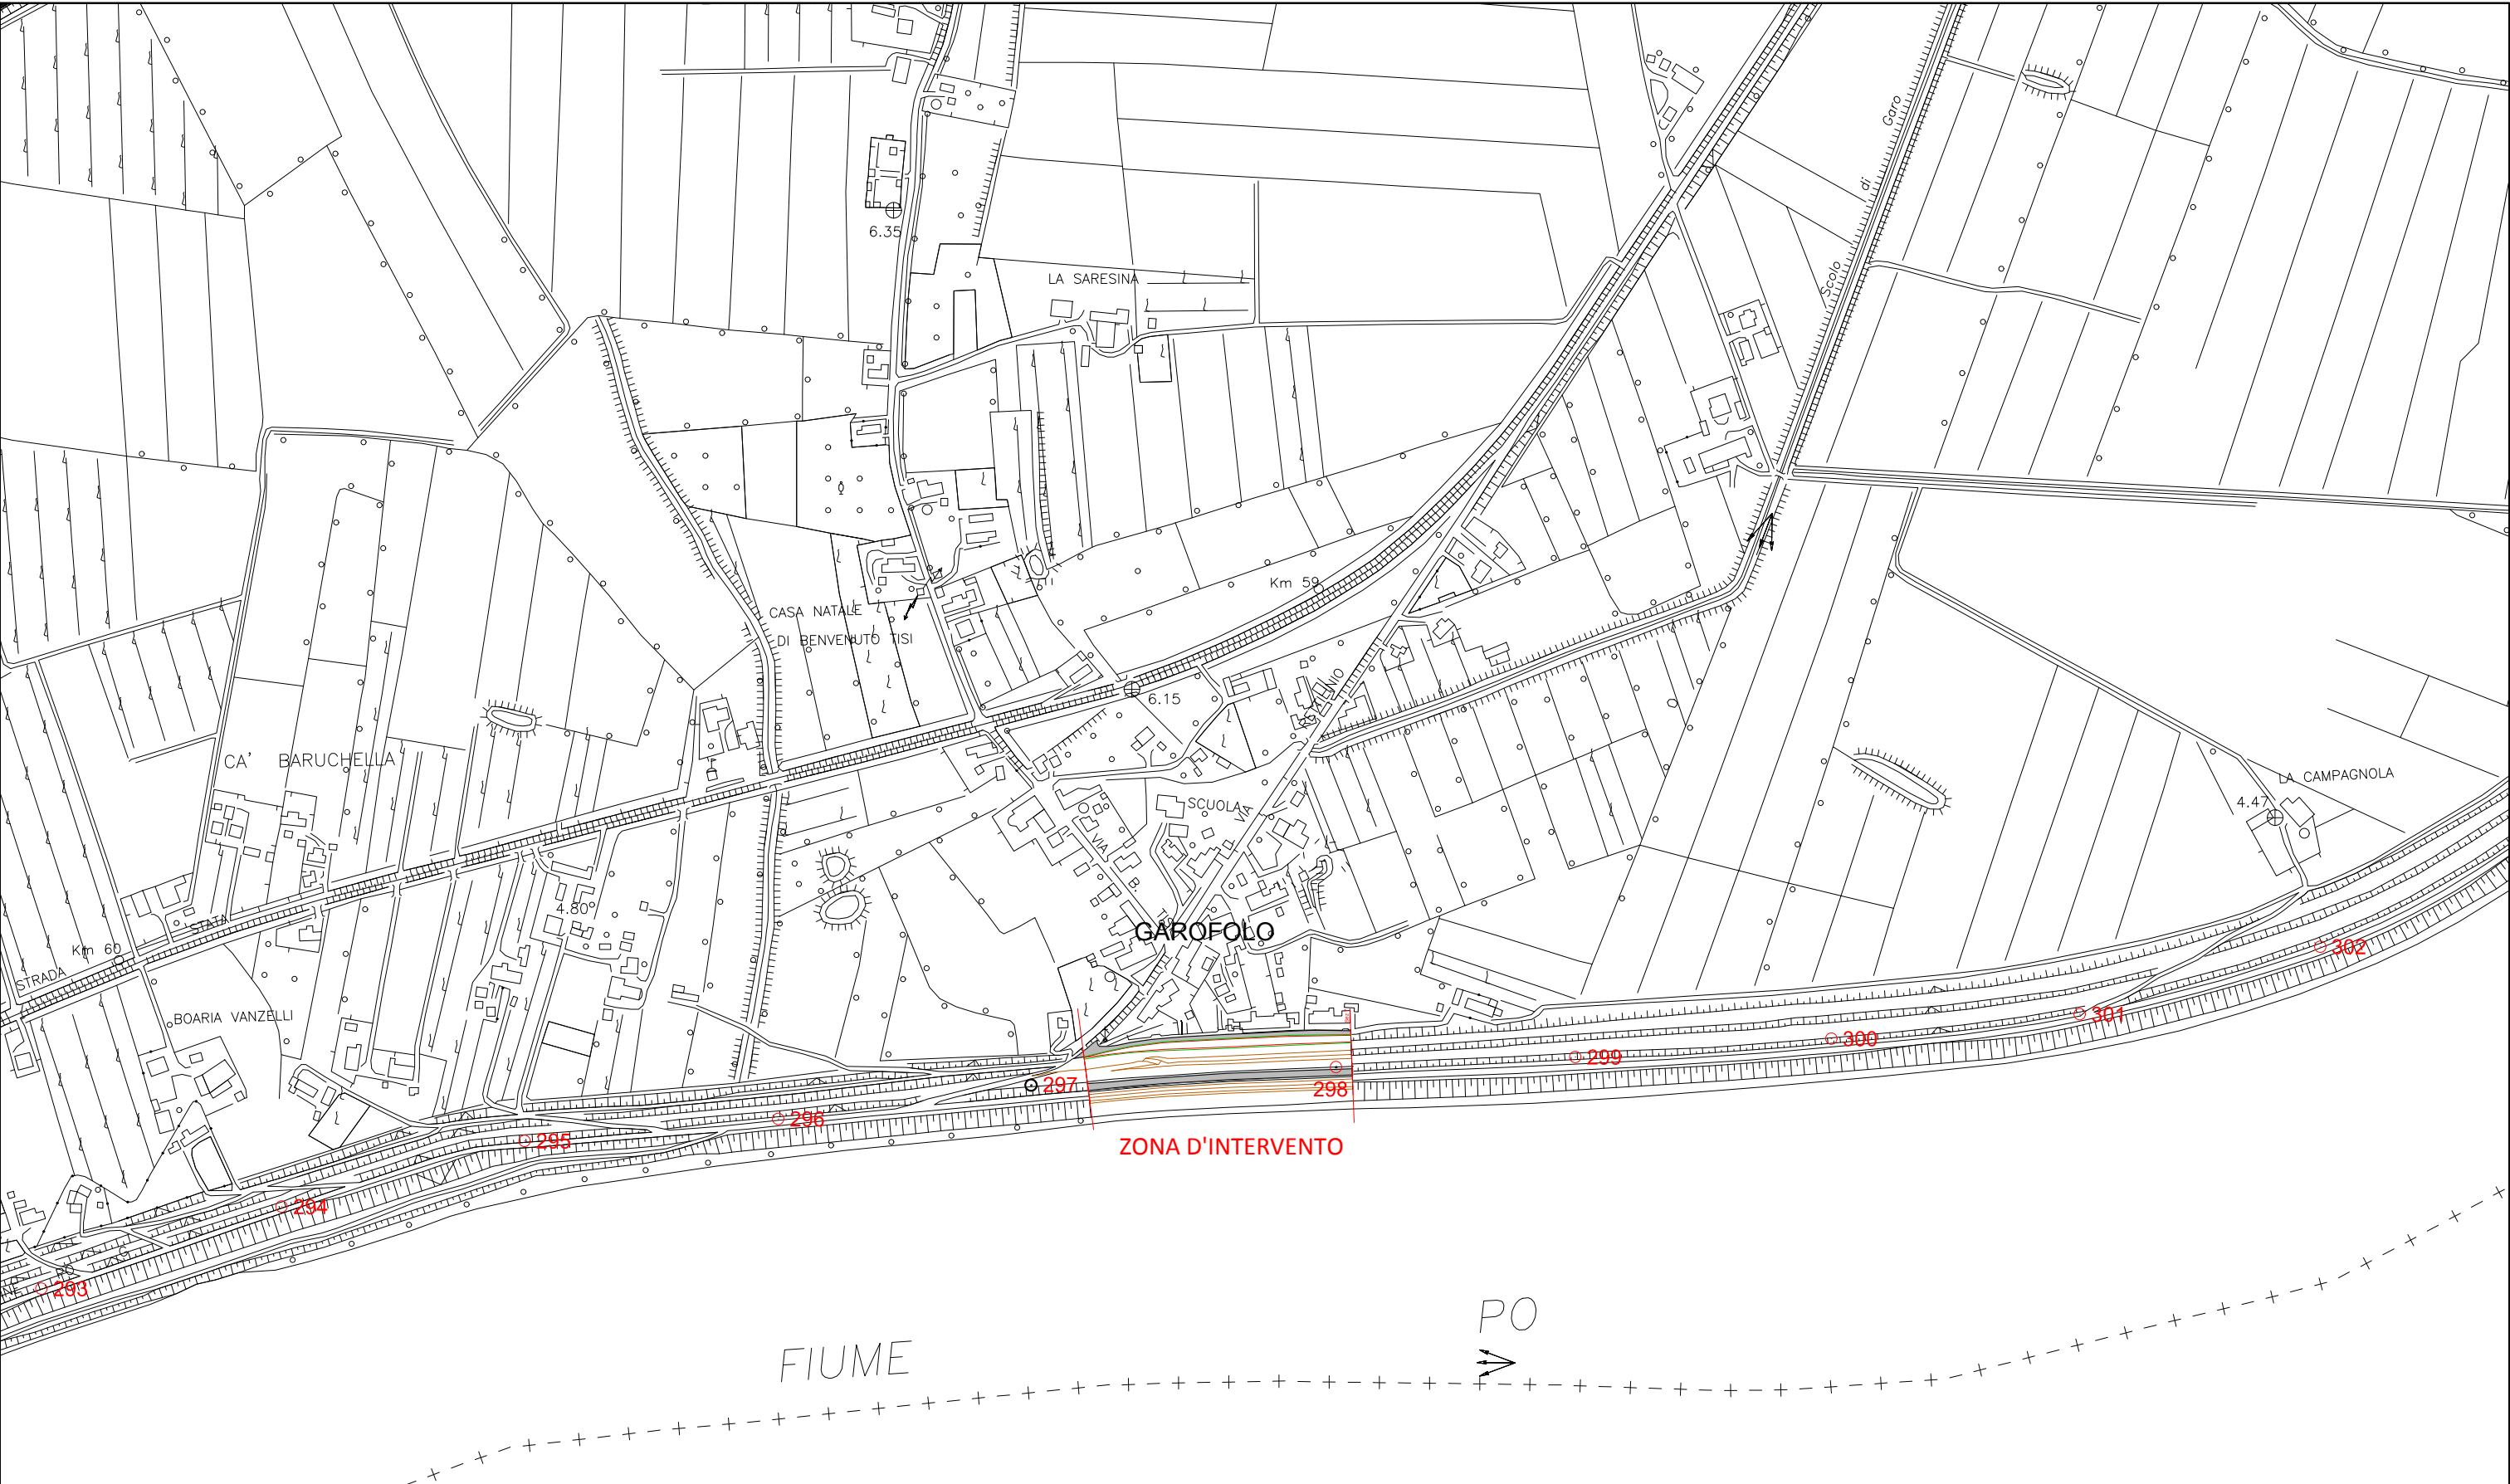 Garo
di
Scolo
6.35
LA SARESINA
Km 59
CASA NATALE
DI BENVENUTO TISI
6.15
CA' BARUCHELLA
LA CAMPAGNOLA
4.47
SCUOLA
VIA
VIA
B.
4.80
GAROFOLO
STATA
Km 60
STRADA
BOARIA VANZELLI
302
301
300
299
298
297
296
295
294
293
ZONA D'INTERVENTO
PO
FIUME